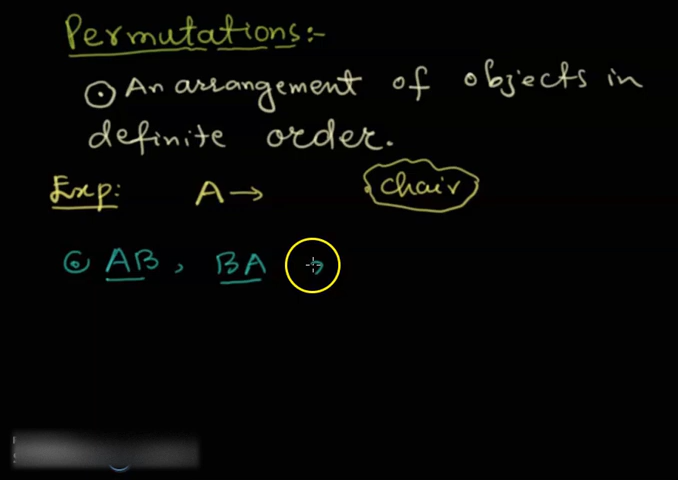 Permutations:-
⊙ An arrangement of objects in
definite order.
Exp: A → chair
⊙ AB, BA →